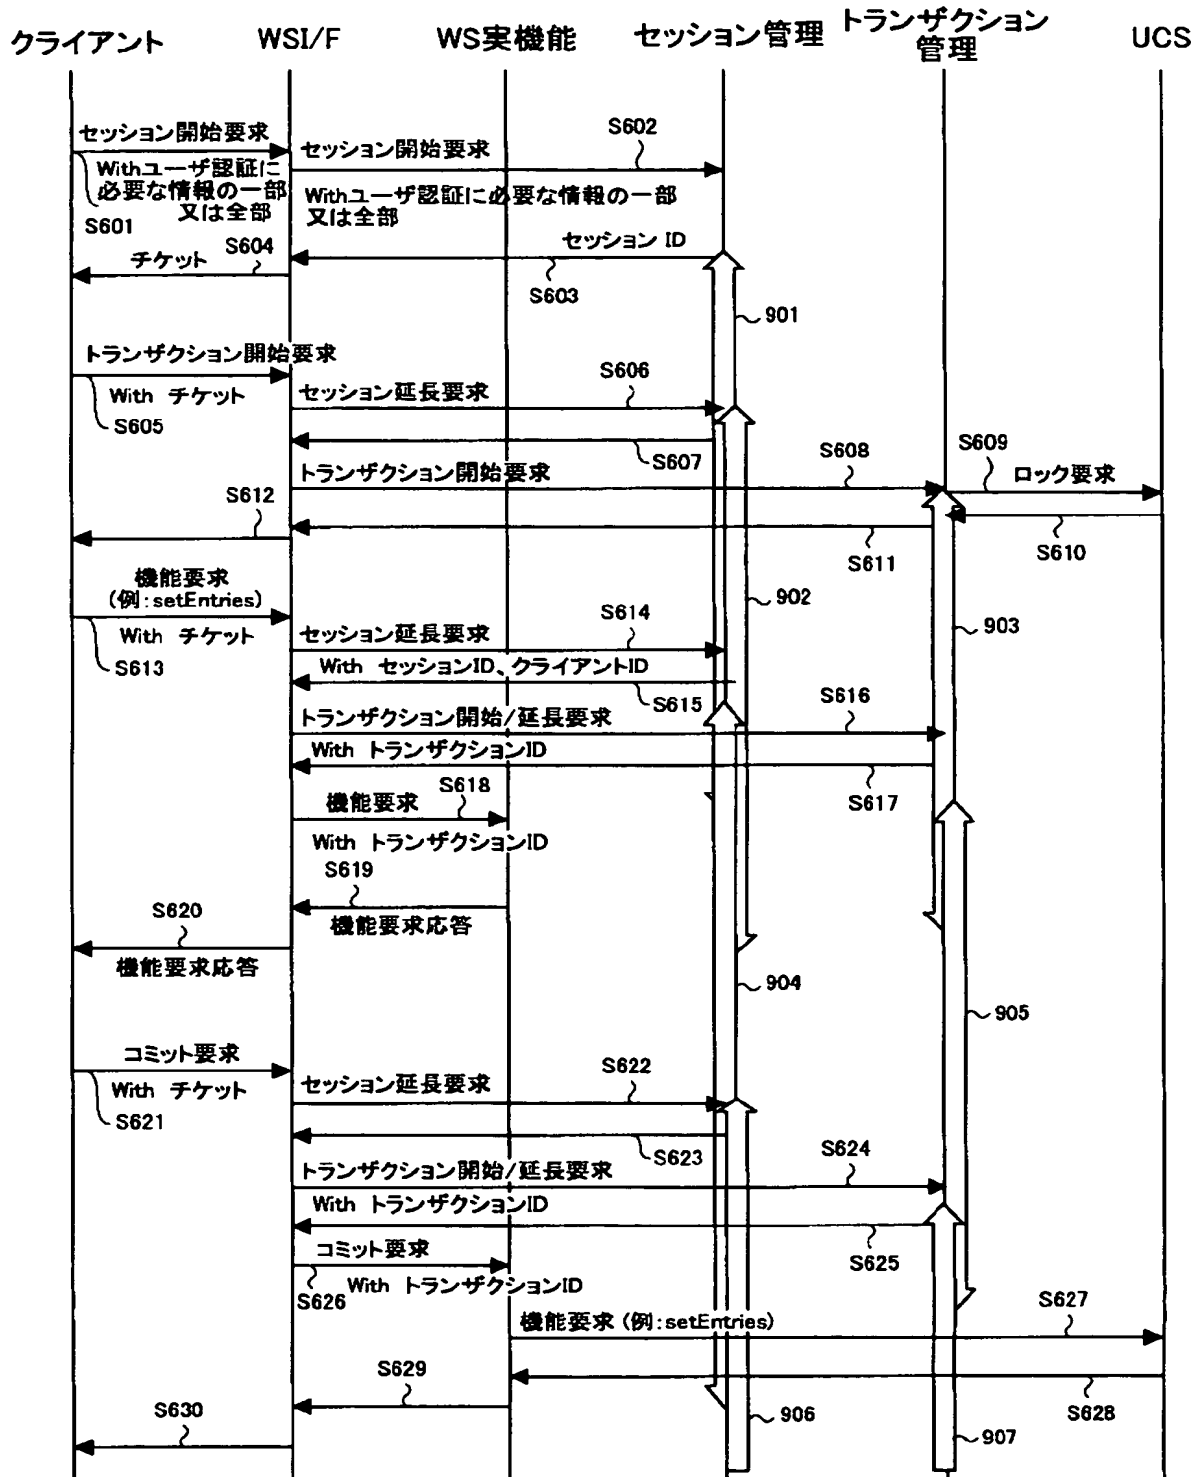 クライアント
WSI/F
WS実機能
セッション管理
トランザクション
管理
UCS
セッション開始要求
S602
セッション開始要求
Withユーザ認証に
必要な情報の一部
又は全部
Withユーザ認証に必要な情報の一部
又は全部
S601
S604
チケット
セッション ID
S603
901
トランザクション開始要求
S606
With チケット
セッション延長要求
S605
S607
S608
S609
トランザクション開始要求
ロック要求
S612
S611
S610
機能要求
(例:setEntries)
902
903
S614
With チケット
セッション延長要求
S613
With セッションID、クライアントID
S615
S616
トランザクション開始/延長要求
With トランザクションID
S617
S618
機能要求
With トランザクションID
S619
S620
機能要求応答
機能要求応答
904
905
コミット要求
S622
With チケット
セッション延長要求
S621
S623
S624
トランザクション開始/延長要求
With トランザクションID
S625
コミット要求
S626
With トランザクションID
S627
機能要求 (例:setEntries)
S629
S628
S630
906
907